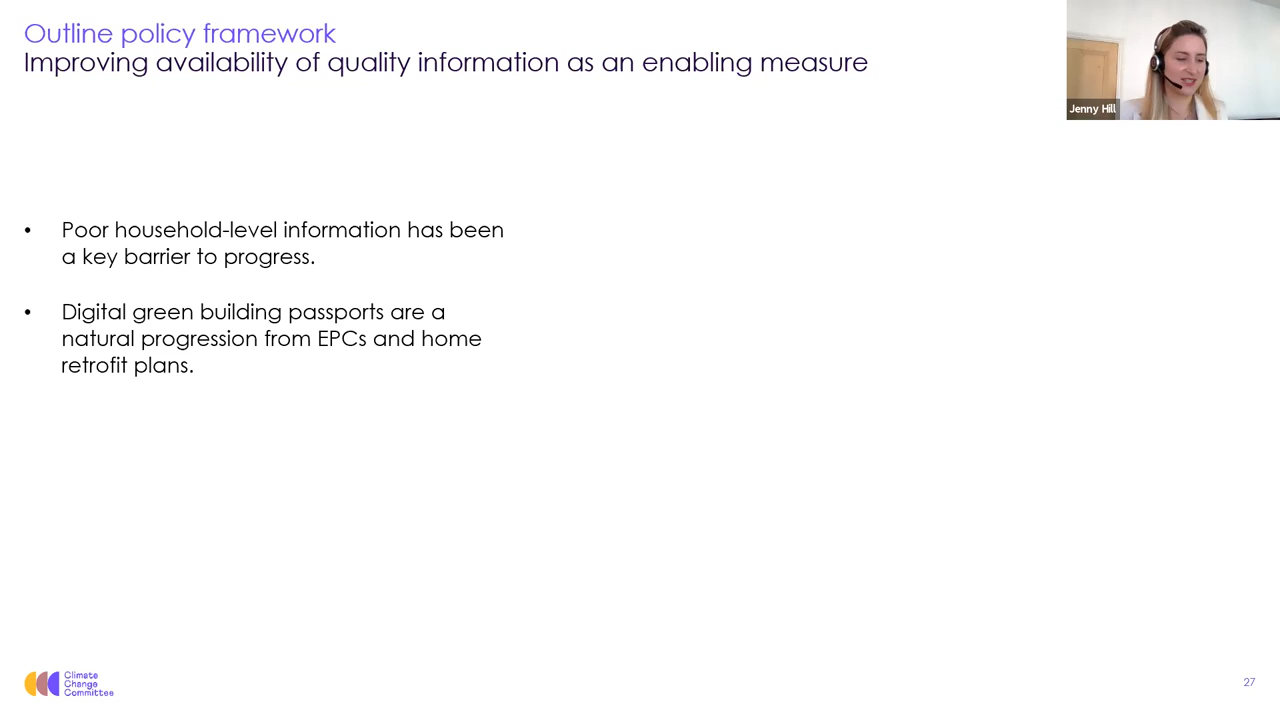 Outline policy framework
Improving availability of quality information as an enabling measure
Jenny Hill
• Poor household-level information has been
a key barrier to progress.
• Digital green building passports are a
natural progression from EPCs and home
retrofit plans.
Climate
Change
Committee
27